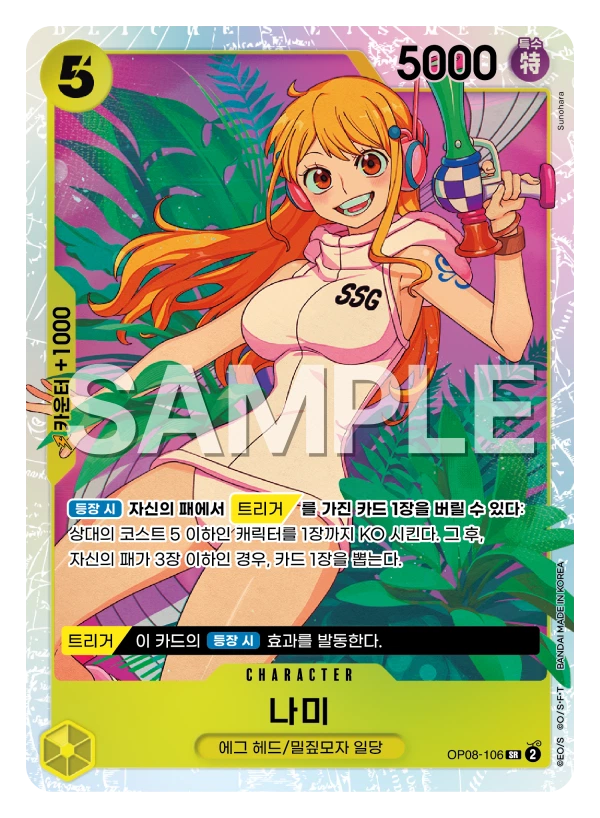 5
5000
특수
特
Sunohara
SSG
카운터 +1000
SAMPLE
등장 시 자신의 패에서 트리거 를 가진 카드 1장을 버릴 수 있다:
상대의 코스트 5 이하인 캐릭터를 1장까지 KO 시킨다. 그 후,
자신의 패가 3장 이하인 경우, 카드 1장을 뽑는다.
트리거 이 카드의 등장 시 효과를 발동한다.
CHARACTER
나미
에그 헤드/밀짚모자 일당
OP08-106 SR 2
©EO/S ©O/S·F·T BANDAI MADE IN KOREA